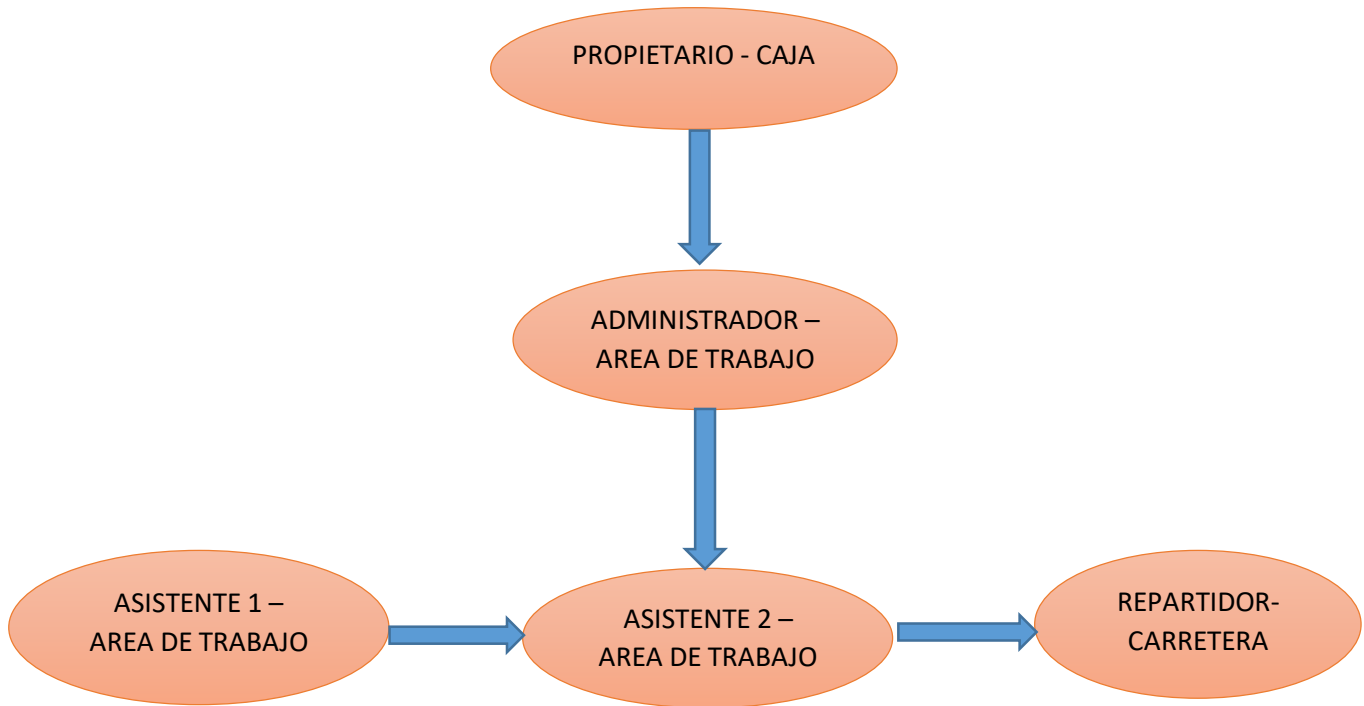 PROPIETARIO - CAJA
ADMINISTRADOR –
AREA DE TRABAJO
ASISTENTE 1 –
AREA DE TRABAJO
ASISTENTE 2 –
AREA DE TRABAJO
REPARTIDOR-
CARRETERA